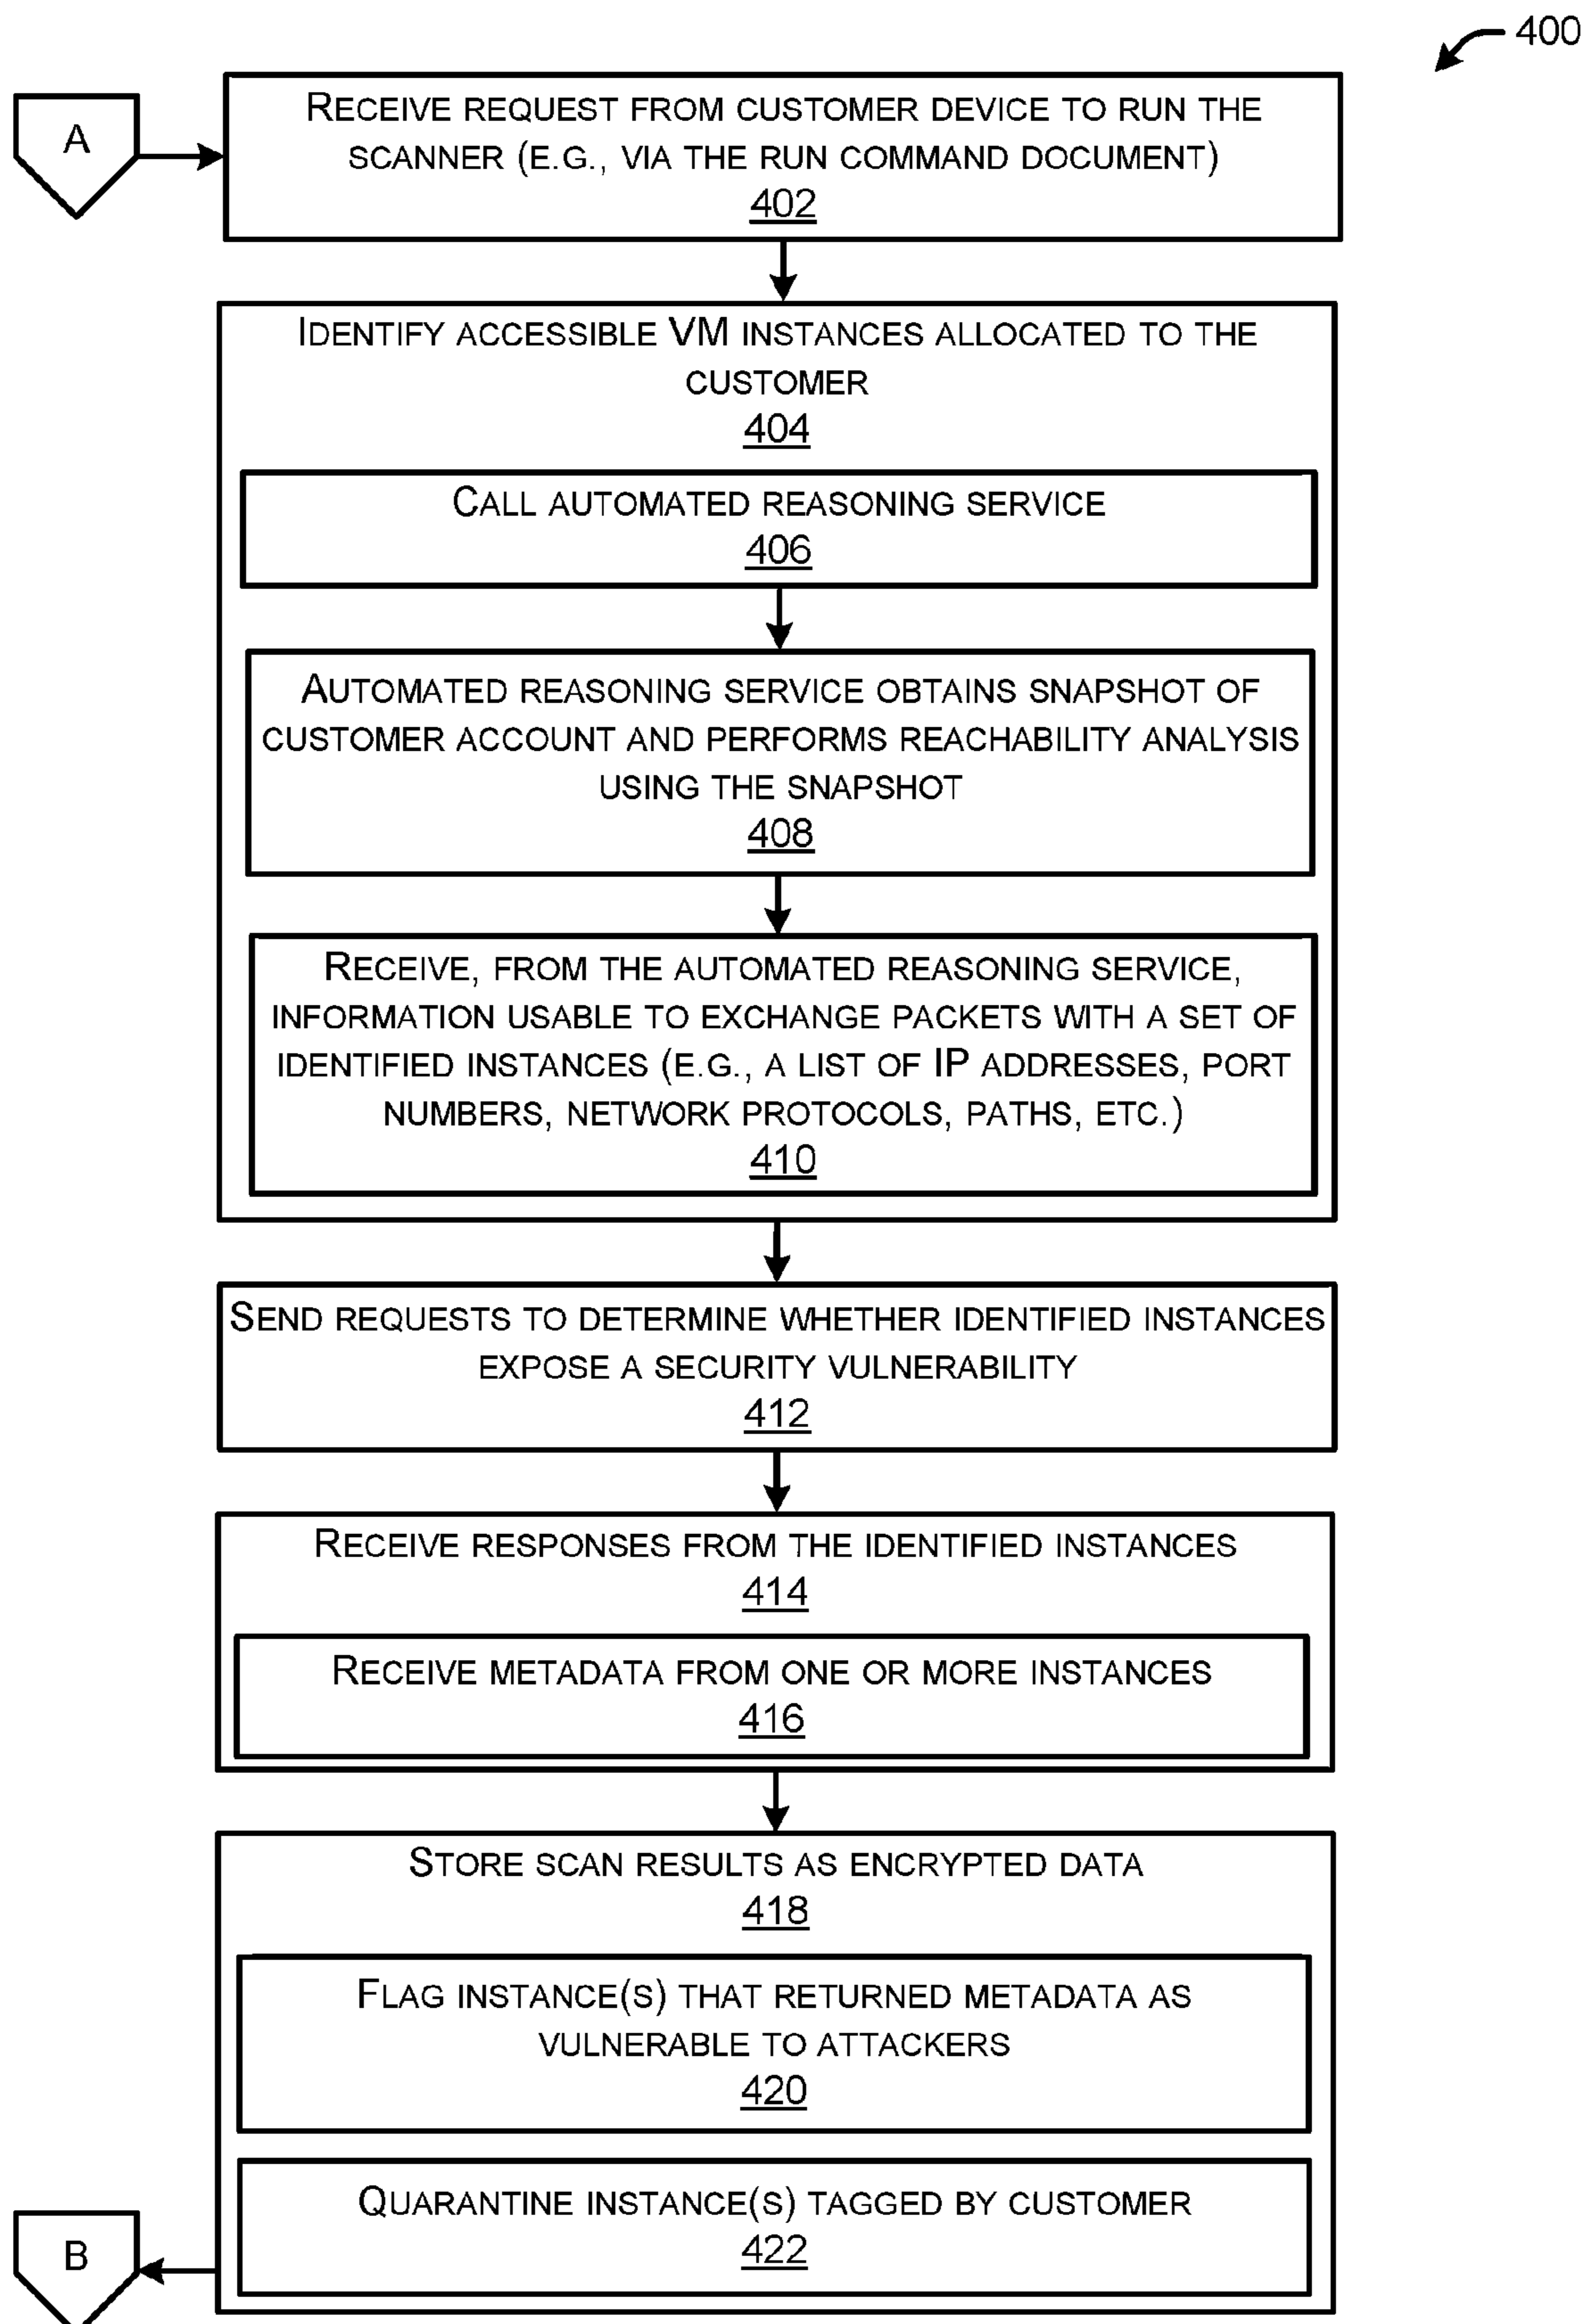 400
A
RECEIVE REQUEST FROM CUSTOMER DEVICE TO RUN THE
SCANNER (E.G., VIA THE RUN COMMAND DOCUMENT)
402
IDENTIFY ACCESSIBLE VM INSTANCES ALLOCATED TO THE
CUSTOMER
404
CALL AUTOMATED REASONING SERVICE
406
AUTOMATED REASONING SERVICE OBTAINS SNAPSHOT OF
CUSTOMER ACCOUNT AND PERFORMS REACHABILITY ANALYSIS
USING THE SNAPSHOT
408
RECEIVE, FROM THE AUTOMATED REASONING SERVICE,
INFORMATION USABLE TO EXCHANGE PACKETS WITH A SET OF
IDENTIFIED INSTANCES (E.G., A LIST OF IP ADDRESSES, PORT
NUMBERS, NETWORK PROTOCOLS, PATHS, ETC.)
410
SEND REQUESTS TO DETERMINE WHETHER IDENTIFIED INSTANCES
EXPOSE A SECURITY VULNERABILITY
412
RECEIVE RESPONSES FROM THE IDENTIFIED INSTANCES
414
RECEIVE METADATA FROM ONE OR MORE INSTANCES
416
STORE SCAN RESULTS AS ENCRYPTED DATA
418
FLAG INSTANCE(S) THAT RETURNED METADATA AS
VULNERABLE TO ATTACKERS
420
QUARANTINE INSTANCE(S) TAGGED BY CUSTOMER
422
B